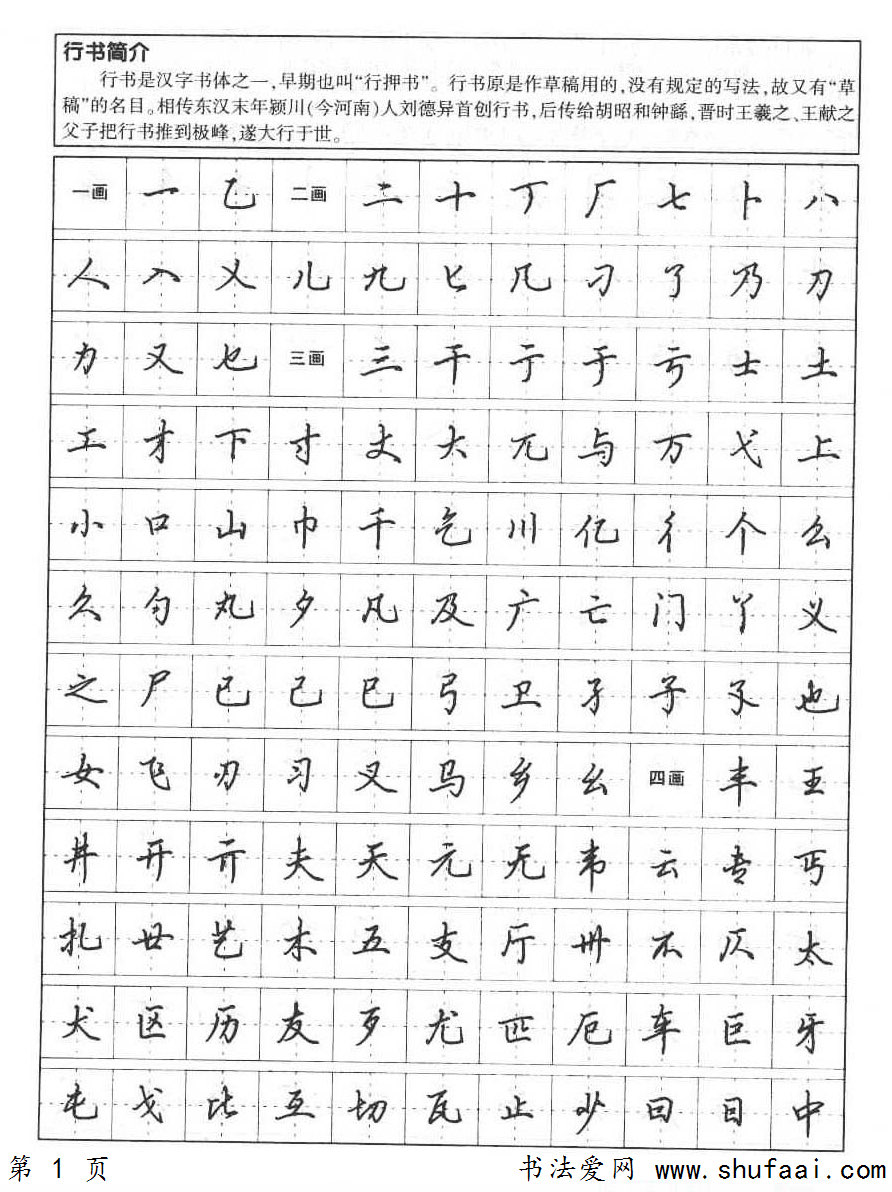 行书简介
行书是汉字书体之一,早期也叫“行押书”。行书原是作草稿用的,没有规定的写法,故又有“草
稿”的名目。相传东汉末年颍川(今河南)人刘德昇首创行书,后传给胡昭和钟繇,晋时王羲之、王献之
父子把行书推到极峰,遂大行于世。
一画 一 乙 二画 二 十 丁 厂 七 卜 八
人 入 乂 儿 九 匕 几 刁 了 乃 刀
力 又 乜 三画 三 干 亍 于 亏 士 土
工 才 下 寸 丈 大 兀 与 万 弋 上
小 口 山 巾 千 乞 川 亿 彳 个 么
久 勺 丸 夕 凡 及 广 亡 门 丫 义
之 尸 已 己 巳 弓 卫 孑 子 孓 也
女 飞 刃 习 叉 马 乡 幺 四画 丰 王
井 开 亓 夫 天 元 无 韦 云 专 丐
扎 廿 艺 木 五 支 厅 卅 不 仄 太
犬 区 历 友 歹 尤 匹 厄 车 巨 牙
屯 戈 比 互 切 瓦 止 少 曰 日 中
第 1 页 书法爱网 www.shufaai.com